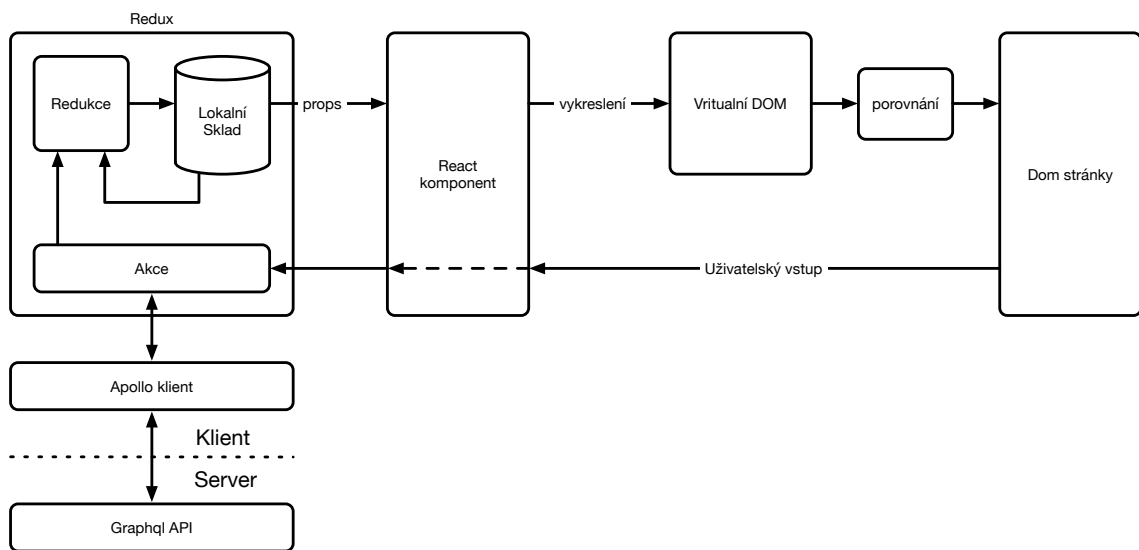 Redux
Redukce
Lokalní
Sklad
props
React
komponent
vykreslení
Vritualní DOM
porovnání
Dom stránky
Akce
Uživatelský vstup
Apollo klient
Klient
Server
Graphql API